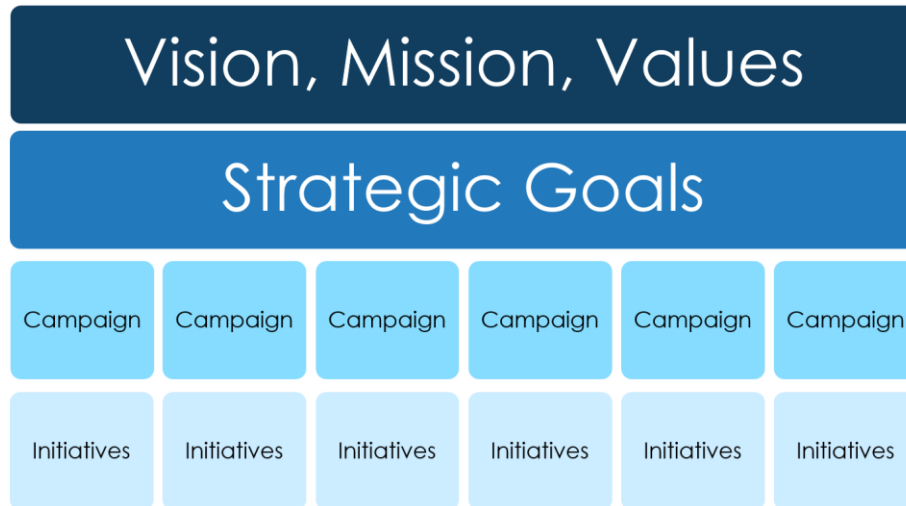 Vision, Mission, Values
Strategic Goals
Campaign Campaign Campaign Campaign Campaign Campaign
Initiatives Initiatives Initiatives Initiatives Initiatives Initiatives